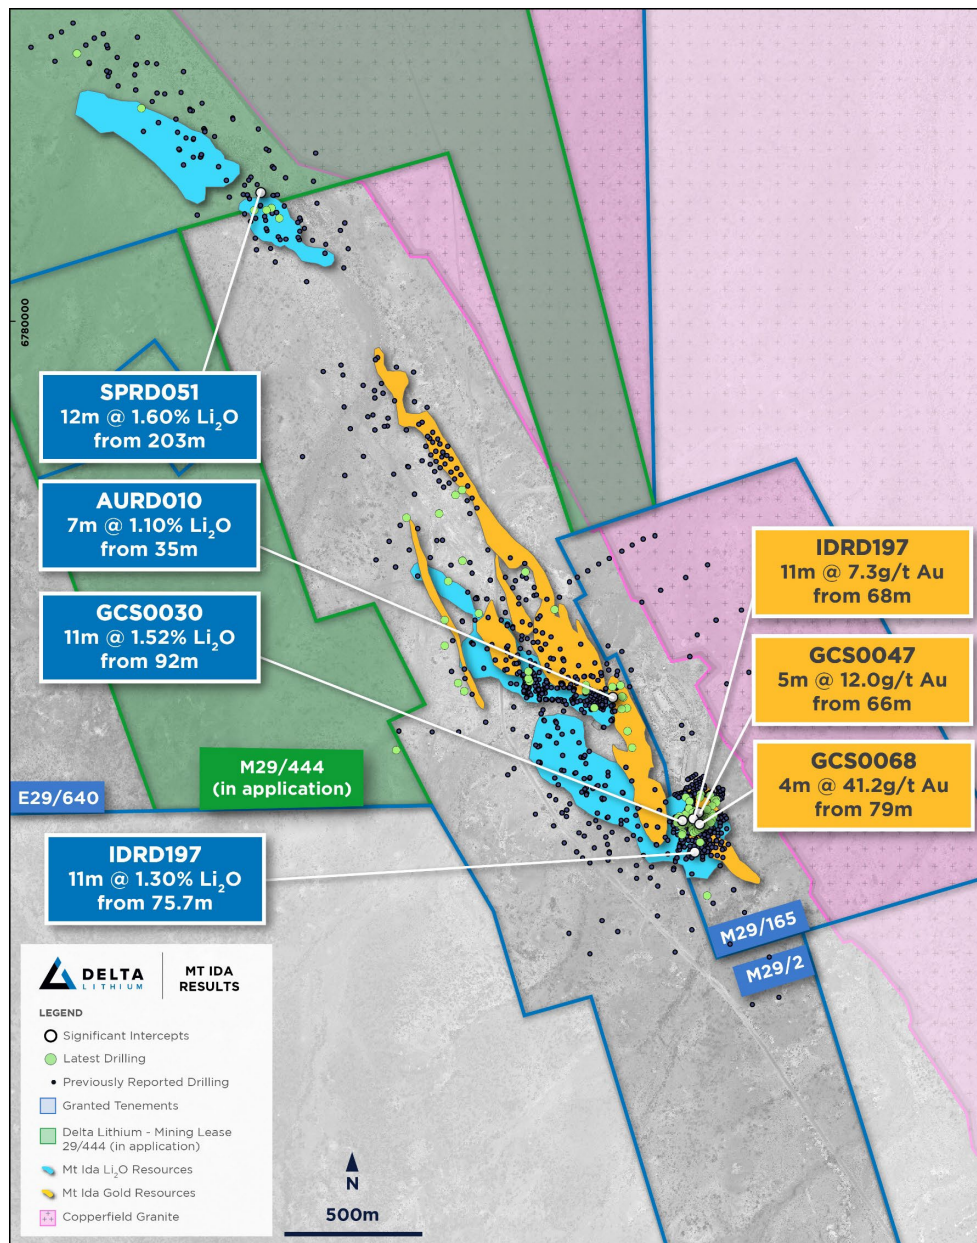 6780000
SPRD051
12m @ 1.60% Li₂O
from 203m
AURD010
7m @ 1.10% Li₂O
from 35m
GCS0030
11m @ 1.52% Li₂O
from 92m
IDRD197
11m @ 7.3g/t Au
from 68m
GCS0047
5m @ 12.0g/t Au
from 66m
GCS0068
4m @ 41.2g/t Au
from 79m
M29/444
(in application)
E29/640
IDRD197
11m @ 1.30% Li₂O
from 75.7m
M29/165
M29/2
DELTA
LITHIUM
MT IDA
RESULTS
LEGEND
Significant Intercepts
Latest Drilling
Previously Reported Drilling
Granted Tenements
Delta Lithium - Mining Lease
29/444 (in application)
Mt Ida Li₂O Resources
Mt Ida Gold Resources
Copperfield Granite
N
500m